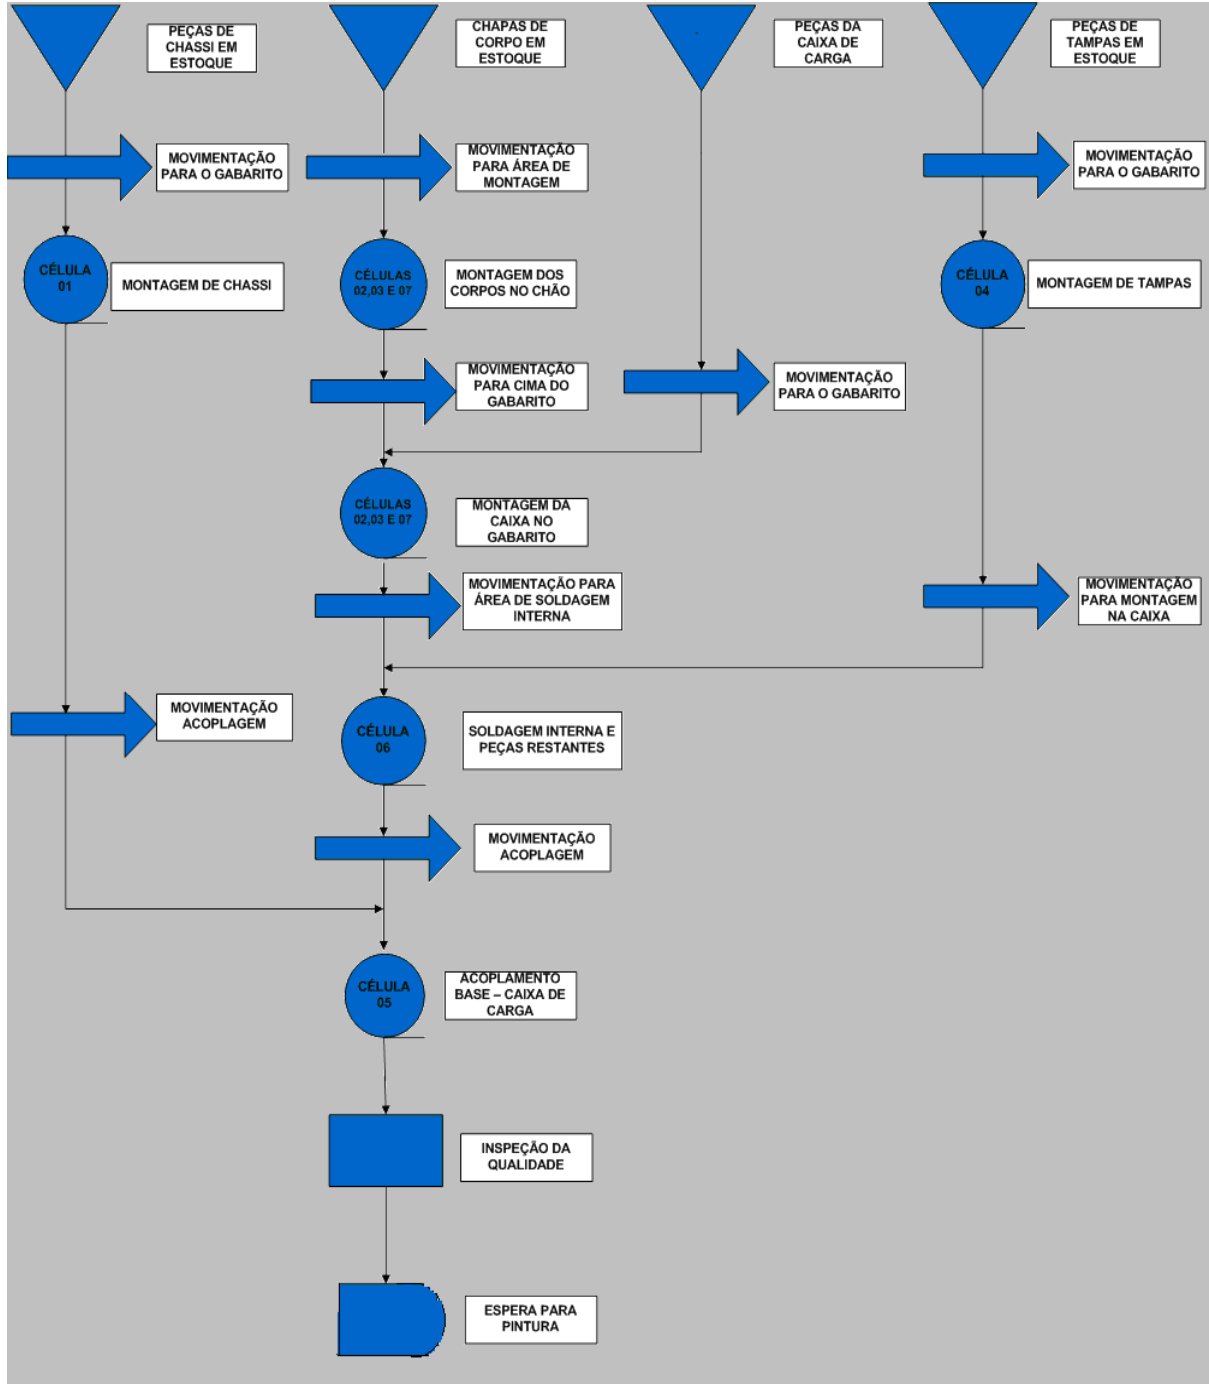 PEÇAS DE
CHASSI EM
ESTOQUE
CHAPAS DE
CORPO EM
ESTOQUE
PEÇAS DA
CAIXA DE
CARGA
PEÇAS DE
TAMPAS EM
ESTOQUE
MOVIMENTAÇÃO
PARA O GABARITO
MOVIMENTAÇÃO
PARA ÁREA DE
MONTAGEM
MOVIMENTAÇÃO
PARA O GABARITO
CÉLULA
01
MONTAGEM DE CHASSI
CÉLULAS
02,03 E 07
MONTAGEM DOS
CORPOS NO CHÃO
CÉLULA
04
MONTAGEM DE TAMPAS
MOVIMENTAÇÃO
PARA CIMA DO
GABARITO
MOVIMENTAÇÃO
PARA O GABARITO
CÉLULAS
02,03 E 07
MONTAGEM DA
CAIXA NO
GABARITO
MOVIMENTAÇÃO PARA
ÁREA DE SOLDAGEM
INTERNA
MOVIMENTAÇÃO
PARA MONTAGEM
NA CAIXA
MOVIMENTAÇÃO
ACOPLAGEM
CÉLULA
06
SOLDAGEM INTERNA E
PEÇAS RESTANTES
MOVIMENTAÇÃO
ACOPLAGEM
CÉLULA
05
ACOPLAMENTO
BASE – CAIXA DE
CARGA
INSPEÇÃO DA
QUALIDADE
ESPERA PARA
PINTURA